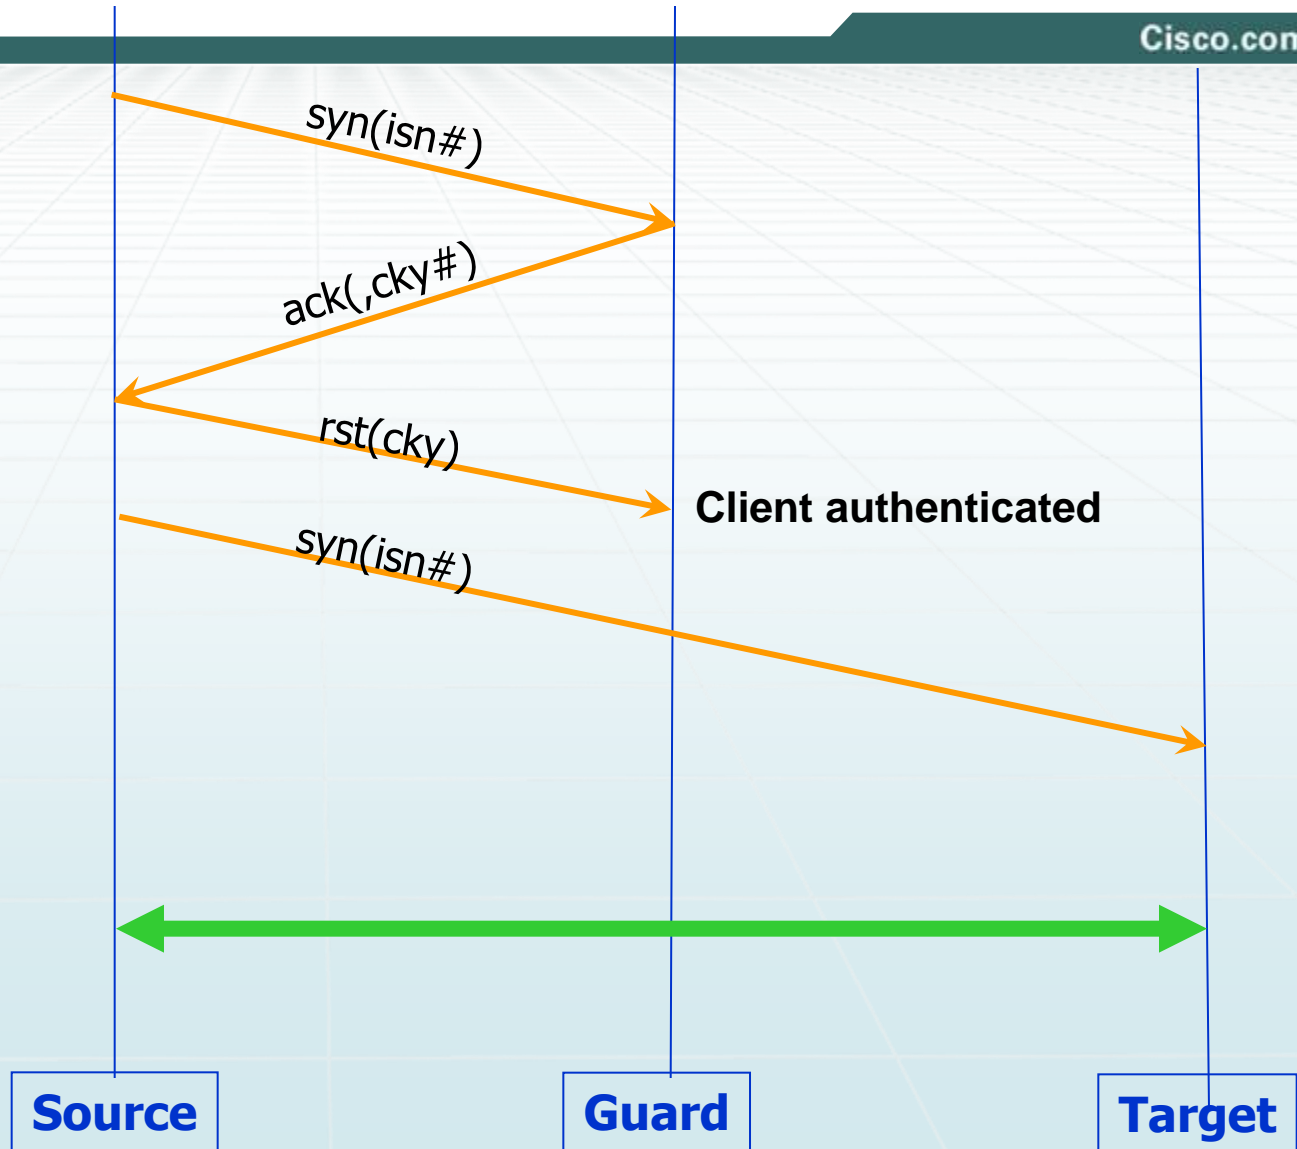 Cisco.com
syn(isn#)
ack(,cky#)
rst(cky)
Client authenticated
syn(isn#)
Source
Guard
Target